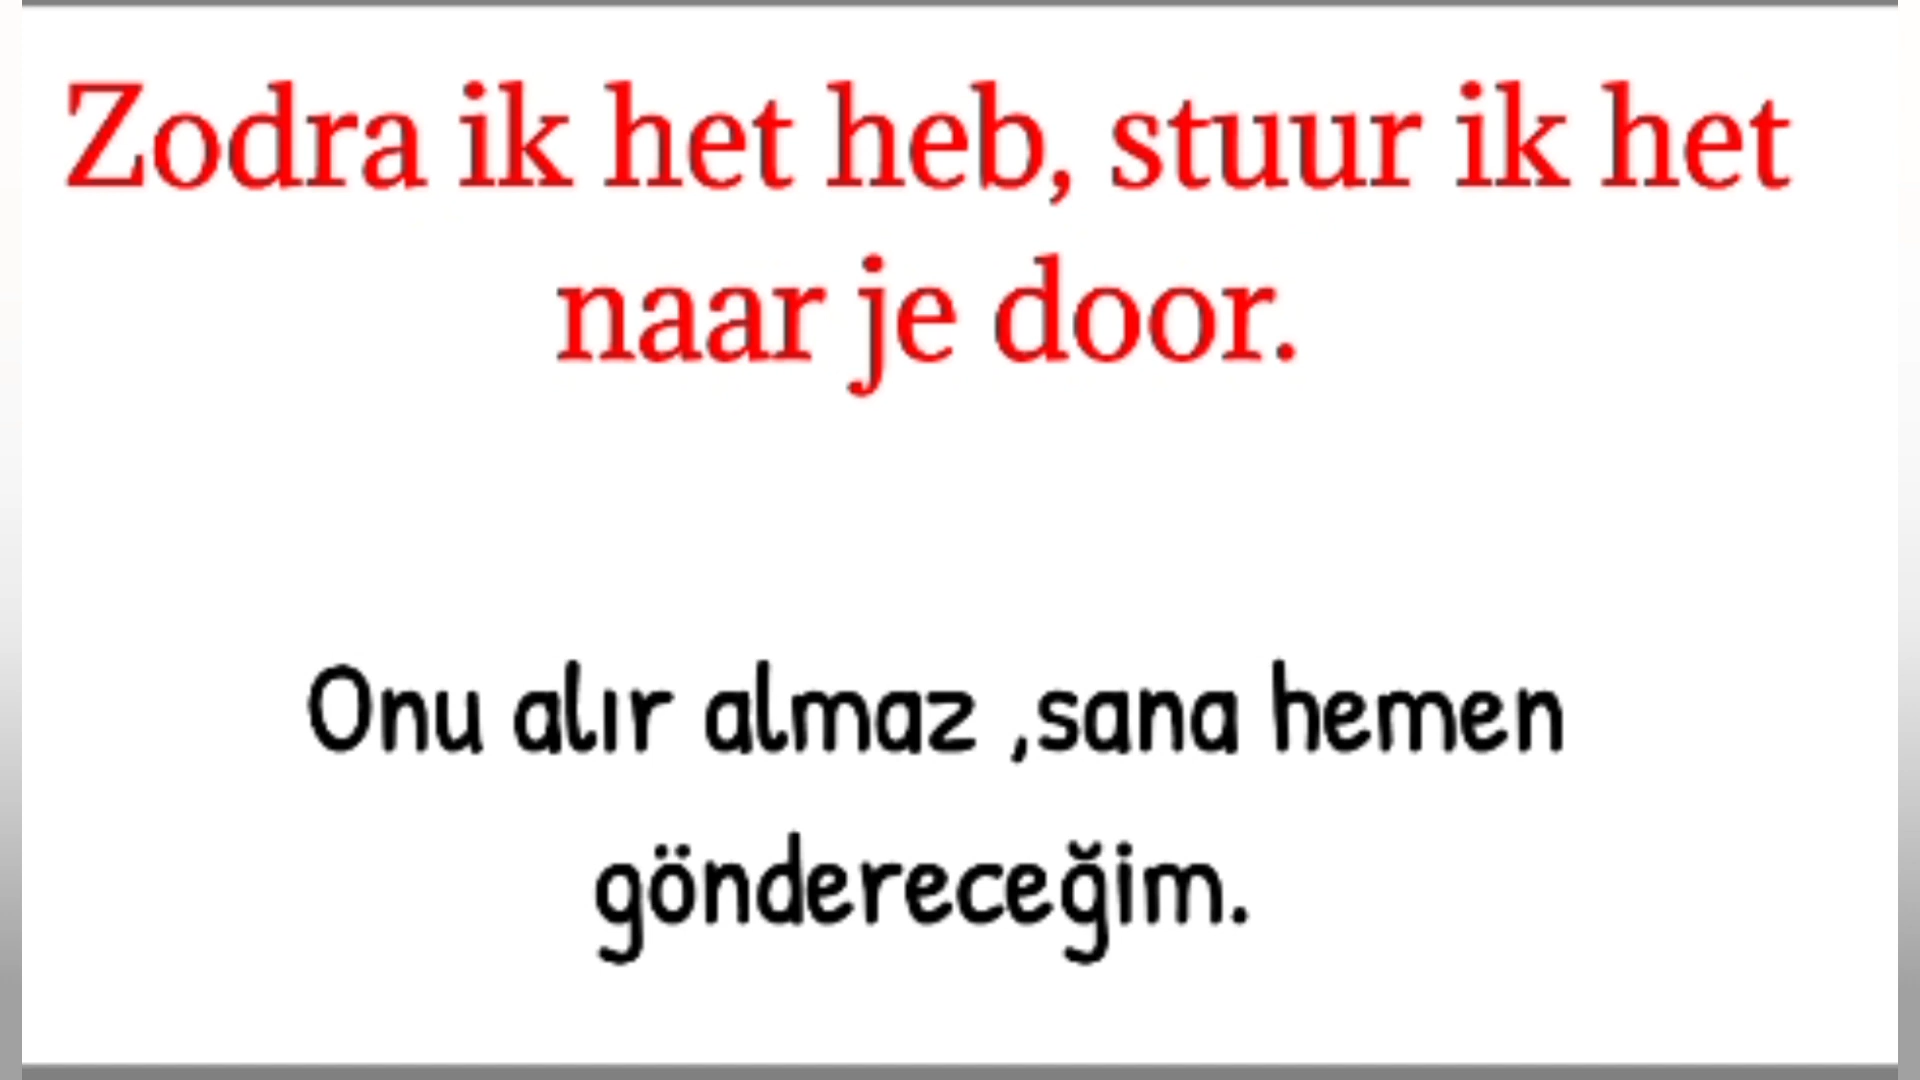 Zodra ik het heb, stuur ik het
naar je door.
Onu alır almaz ,sana hemen
göndereceğim.